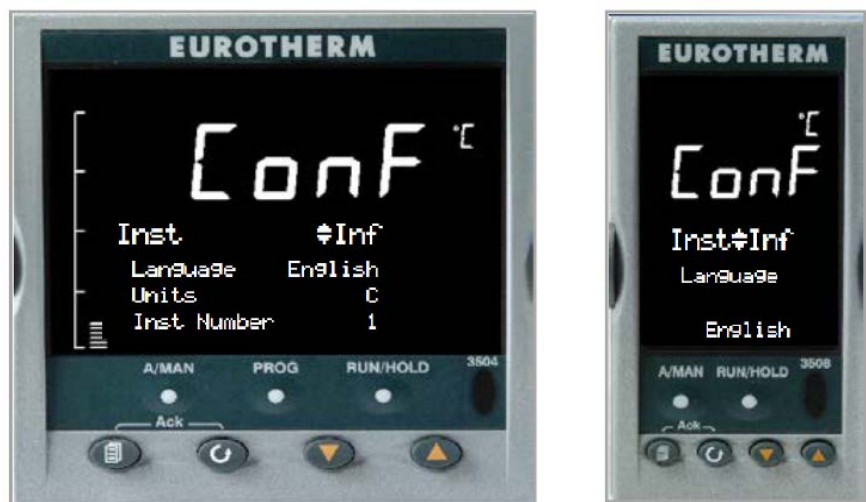 EUROTHERM
°C
ConF
Inst ⬍Inf
Language English
Units C
Inst Number 1
A/MAN PROG RUN/HOLD 3504
Ack
EUROTHERM
°C
ConF
Inst⬍Inf
Language
English
A/MAN RUN/HOLD 3508
Ack